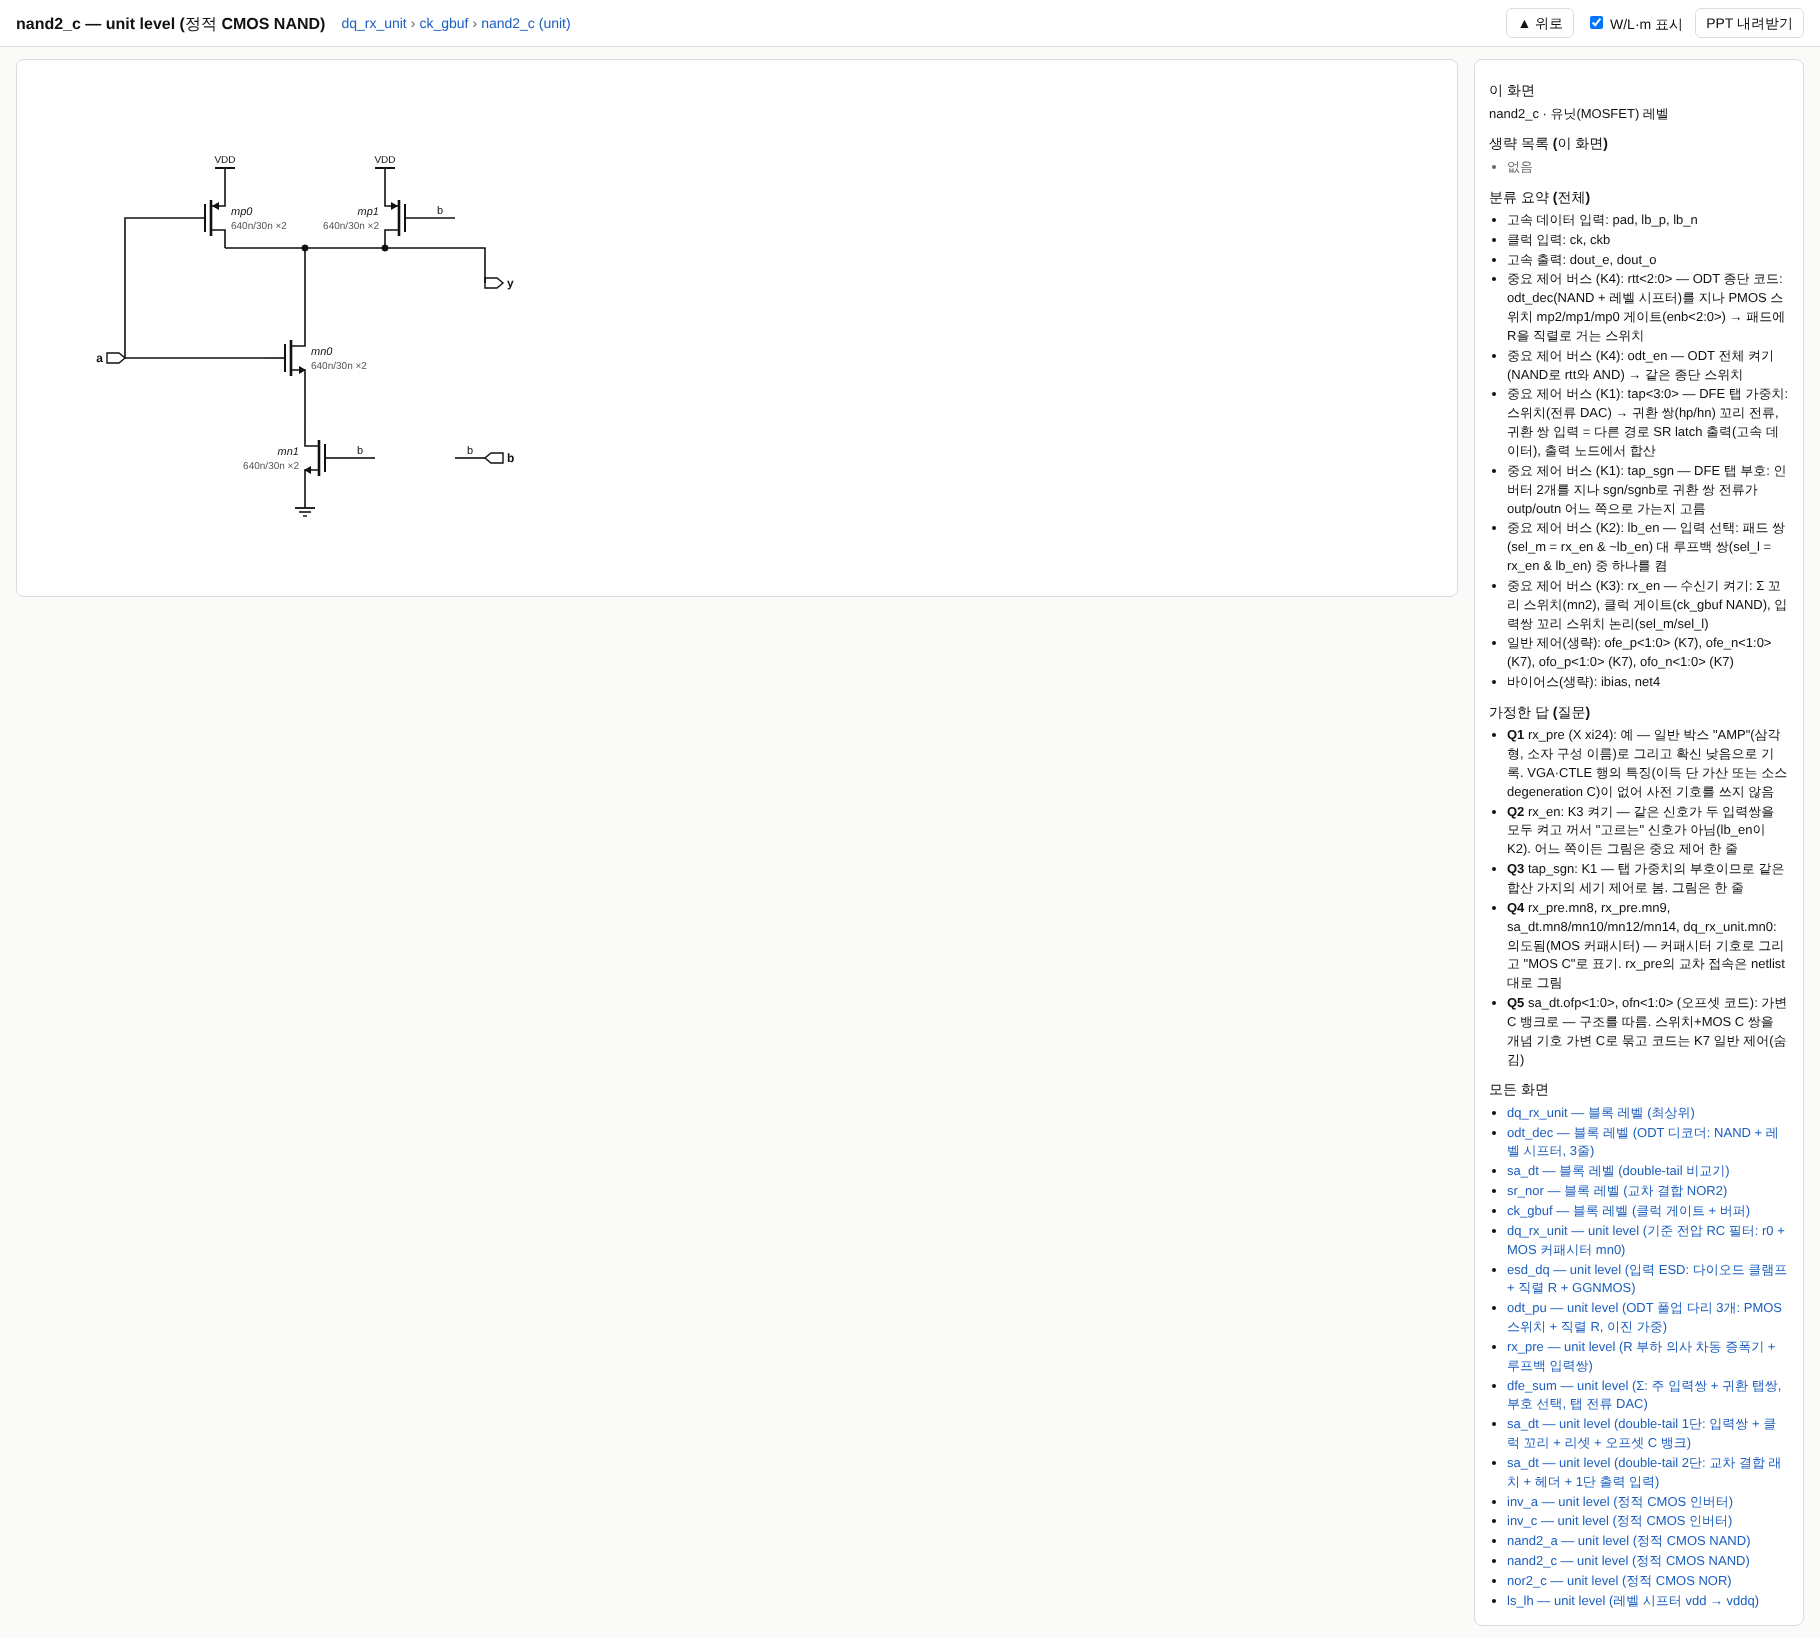 nand2_c — unit level (정적 CMOS NAND)
dq_rx_unit › ck_gbuf › nand2_c (unit)
▲ 위로
W/L·m 표시
PPT 내려받기
VDD
VDD
mp0
640n/30n ×2
mp1
640n/30n ×2
b
y
a
mn0
640n/30n ×2
mn1
640n/30n ×2
b
b
b
이 화면
nand2_c · 유닛(MOSFET) 레벨
생략 목록 (이 화면)
없음
분류 요약 (전체)
고속 데이터 입력: pad, lb_p, lb_n
클럭 입력: ck, ckb
고속 출력: dout_e, dout_o
중요 제어 버스 (K4): rtt<2:0> — ODT 종단 코드:
odt_dec(NAND + 레벨 시프터)를 지나 PMOS 스
위치 mp2/mp1/mp0 게이트(enb<2:0>) → 패드에
R을 직렬로 거는 스위치
중요 제어 버스 (K4): odt_en — ODT 전체 켜기
(NAND로 rtt와 AND) → 같은 종단 스위치
중요 제어 버스 (K1): tap<3:0> — DFE 탭 가중치:
스위치(전류 DAC) → 귀환 쌍(hp/hn) 꼬리 전류,
귀환 쌍 입력 = 다른 경로 SR latch 출력(고속 데
이터), 출력 노드에서 합산
중요 제어 버스 (K1): tap_sgn — DFE 탭 부호: 인
버터 2개를 지나 sgn/sgnb로 귀환 쌍 전류가
outp/outn 어느 쪽으로 가는지 고름
중요 제어 버스 (K2): lb_en — 입력 선택: 패드 쌍
(sel_m = rx_en & ~lb_en) 대 루프백 쌍(sel_l =
rx_en & lb_en) 중 하나를 켬
중요 제어 버스 (K3): rx_en — 수신기 켜기: Σ 꼬
리 스위치(mn2), 클럭 게이트(ck_gbuf NAND), 입
력쌍 꼬리 스위치 논리(sel_m/sel_l)
일반 제어(생략): ofe_p<1:0> (K7), ofe_n<1:0>
(K7), ofo_p<1:0> (K7), ofo_n<1:0> (K7)
바이어스(생략): ibias, net4
가정한 답 (질문)
Q1 rx_pre (X xi24): 예 — 일반 박스 "AMP"(삼각
형, 소자 구성 이름)로 그리고 확신 낮음으로 기
록. VGA·CTLE 행의 특징(이득 단 가산 또는 소스
degeneration C)이 없어 사전 기호를 쓰지 않음
Q2 rx_en: K3 켜기 — 같은 신호가 두 입력쌍을
모두 켜고 꺼서 "고르는" 신호가 아님(lb_en이
K2). 어느 쪽이든 그림은 중요 제어 한 줄
Q3 tap_sgn: K1 — 탭 가중치의 부호이므로 같은
합산 가지의 세기 제어로 봄. 그림은 한 줄
Q4 rx_pre.mn8, rx_pre.mn9,
sa_dt.mn8/mn10/mn12/mn14, dq_rx_unit.mn0:
의도됨(MOS 커패시터) — 커패시터 기호로 그리
고 "MOS C"로 표기. rx_pre의 교차 접속은 netlist
대로 그림
Q5 sa_dt.ofp<1:0>, ofn<1:0> (오프셋 코드): 가변
C 뱅크로 — 구조를 따름. 스위치+MOS C 쌍을
개념 기호 가변 C로 묶고 코드는 K7 일반 제어(숨
김)
모든 화면
dq_rx_unit — 블록 레벨 (최상위)
odt_dec — 블록 레벨 (ODT 디코더: NAND + 레
벨 시프터, 3줄)
sa_dt — 블록 레벨 (double-tail 비교기)
sr_nor — 블록 레벨 (교차 결합 NOR2)
ck_gbuf — 블록 레벨 (클럭 게이트 + 버퍼)
dq_rx_unit — unit level (기준 전압 RC 필터: r0 +
MOS 커패시터 mn0)
esd_dq — unit level (입력 ESD: 다이오드 클램프
+ 직렬 R + GGNMOS)
odt_pu — unit level (ODT 풀업 다리 3개: PMOS
스위치 + 직렬 R, 이진 가중)
rx_pre — unit level (R 부하 의사 차동 증폭기 +
루프백 입력쌍)
dfe_sum — unit level (Σ: 주 입력쌍 + 귀환 탭쌍,
부호 선택, 탭 전류 DAC)
sa_dt — unit level (double-tail 1단: 입력쌍 + 클
럭 꼬리 + 리셋 + 오프셋 C 뱅크)
sa_dt — unit level (double-tail 2단: 교차 결합 래
치 + 헤더 + 1단 출력 입력)
inv_a — unit level (정적 CMOS 인버터)
inv_c — unit level (정적 CMOS 인버터)
nand2_a — unit level (정적 CMOS NAND)
nand2_c — unit level (정적 CMOS NAND)
nor2_c — unit level (정적 CMOS NOR)
ls_lh — unit level (레벨 시프터 vdd → vddq)